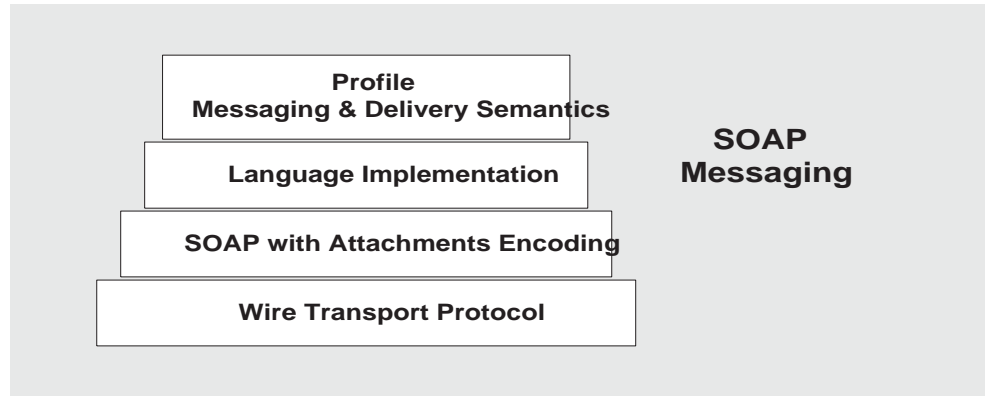 Profile
Messaging & Delivery Semantics
Language Implementation
SOAP with Attachments Encoding
Wire Transport Protocol
SOAP
Messaging